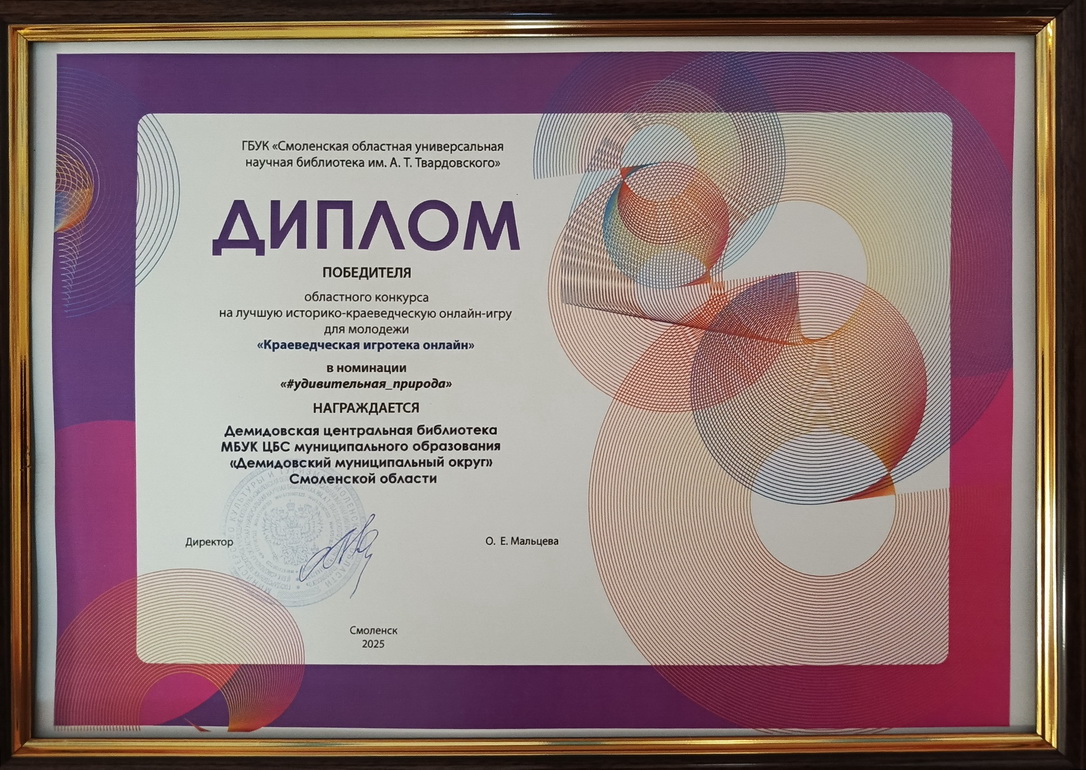 ГБУК «Смоленская областная универсальная
научная библиотека им. А. Т. Твардовского»
ДИПЛОМ
ПОБЕДИТЕЛЯ
областного конкурса
на лучшую историко-краеведческую онлайн-игру
для молодежи
«Краеведческая игротека онлайн»
в номинации
«#удивительная_природа»
НАГРАЖДАЕТСЯ
Демидовская центральная библиотека
МБУК ЦБС муниципального образования
«Демидовский муниципальный округ»
Смоленской области
Директор
О. Е. Мальцева
Смоленск
2025